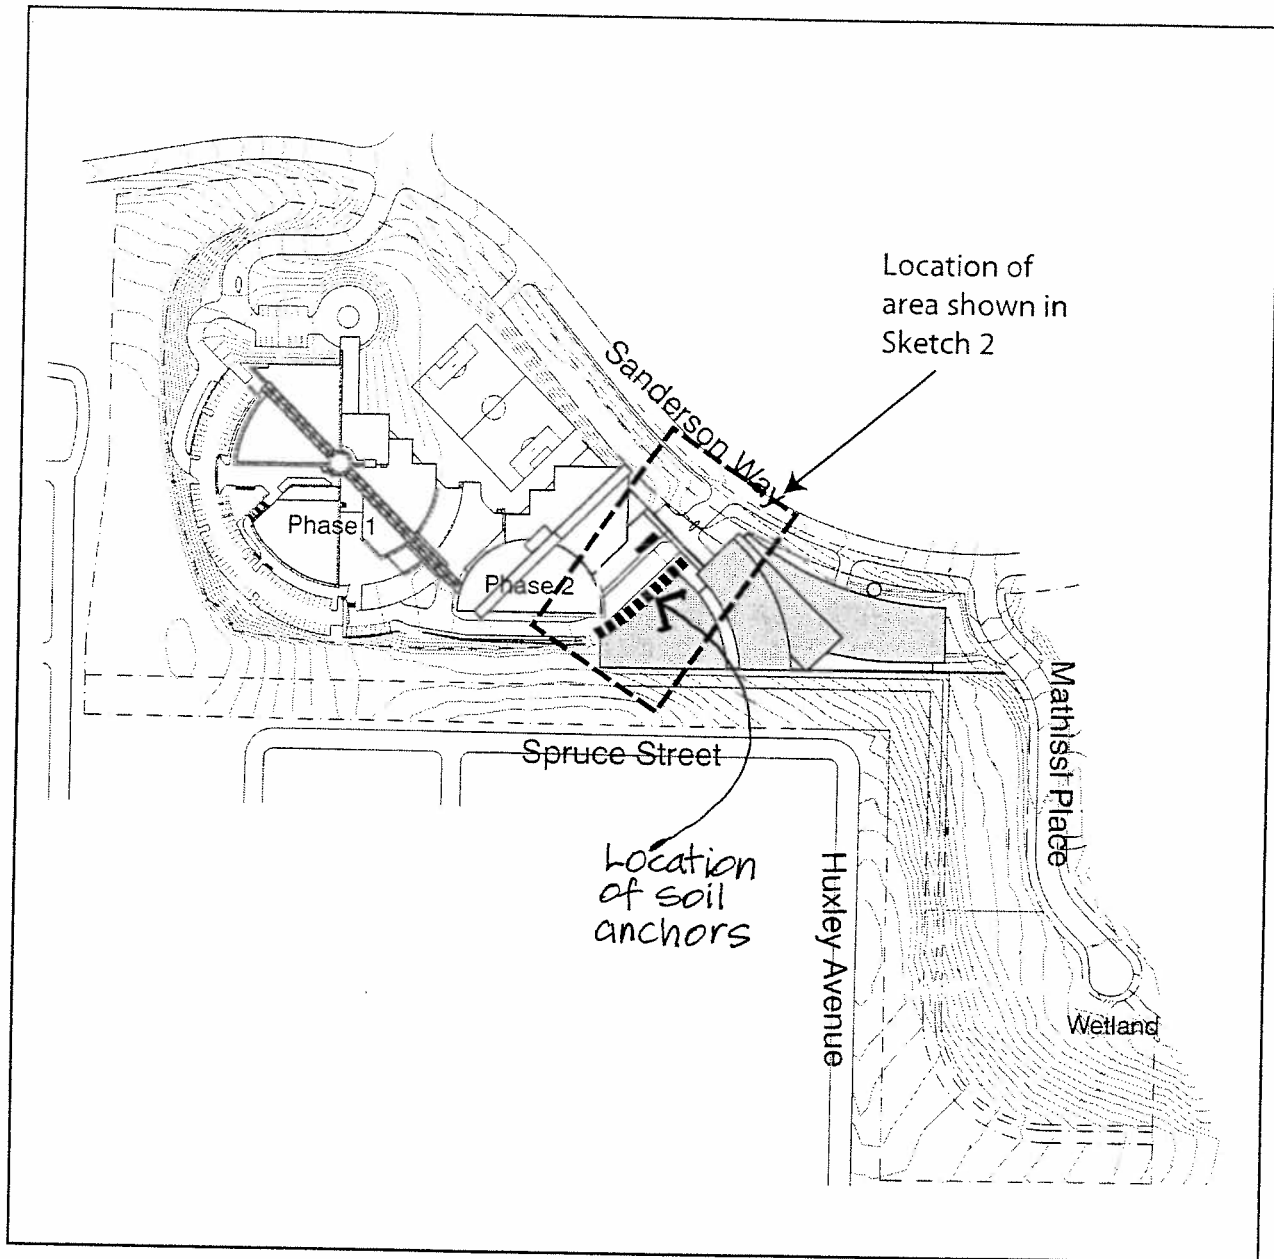 Location of
area shown in
Sketch 2
Sanderson Way
Phase 1
Phase 2
Mathissi Place
Spruce Street
Location
of soil
anchors
Huxley Avenue
Wetland